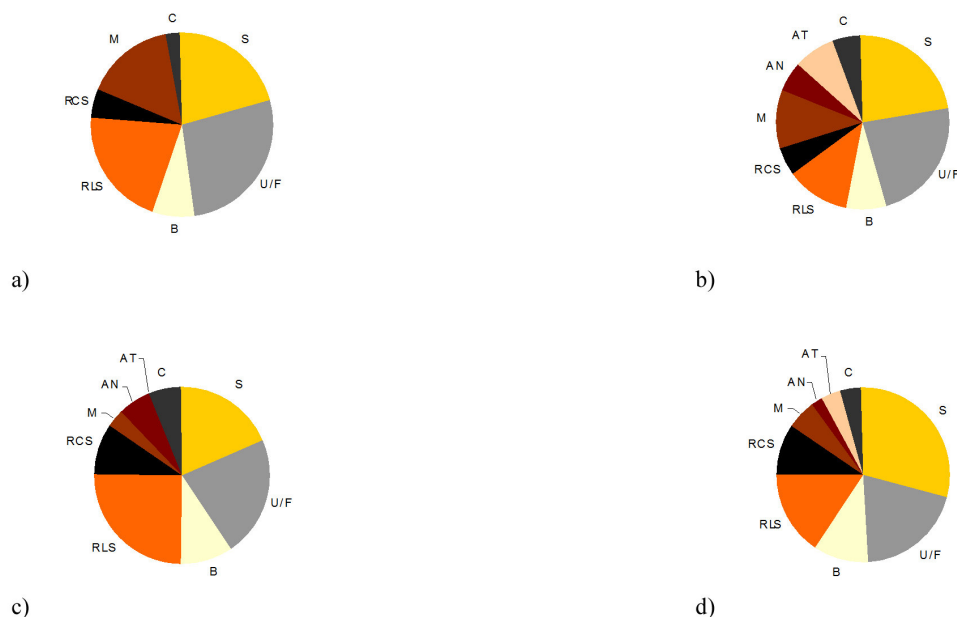 C
M
S
RCS
RLS
U/F
B
a)
C
AT
S
AN
M
RCS
U/F
RLS
B
b)
AT
C
AN
S
M
RCS
U/F
RLS
B
c)
AT
C
AN
S
M
RCS
RLS
U/F
B
d)